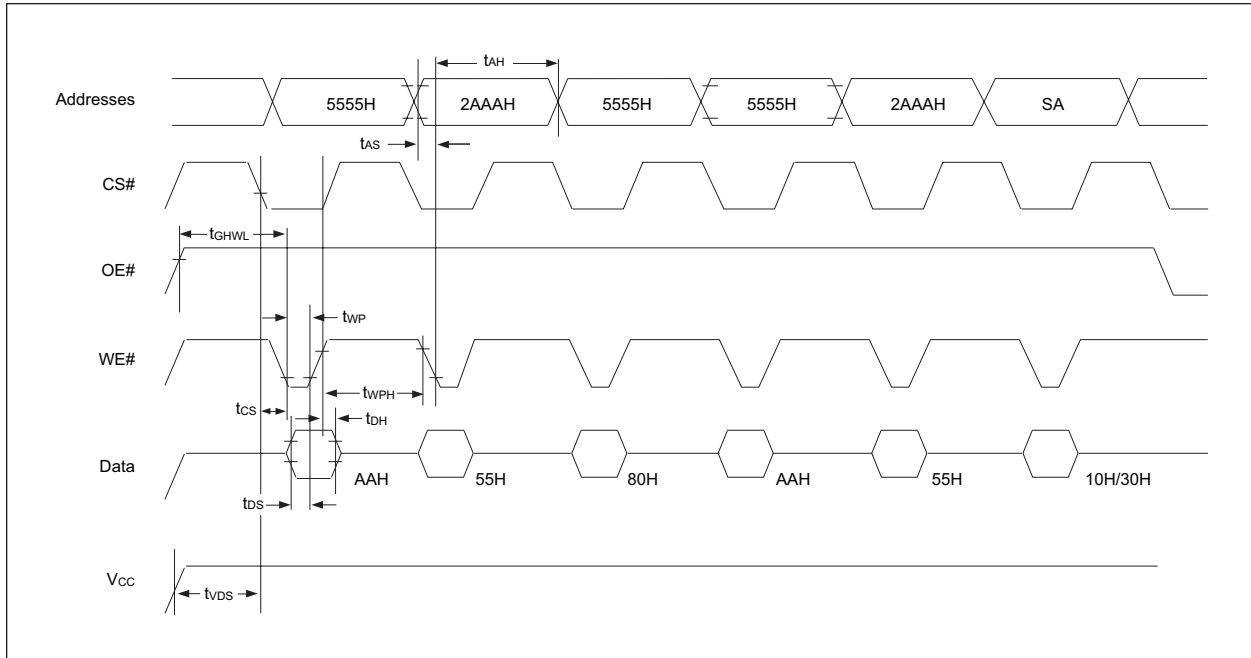 tAH
Addresses 5555H 2AAAH 5555H 5555H 2AAAH SA
tAS
CS#
tGHWL
OE#
tWP
WE#
tWPH
tCS
tDH
Data AAH 55H 80H AAH 55H 10H/30H
tDS
VCC
tVDS